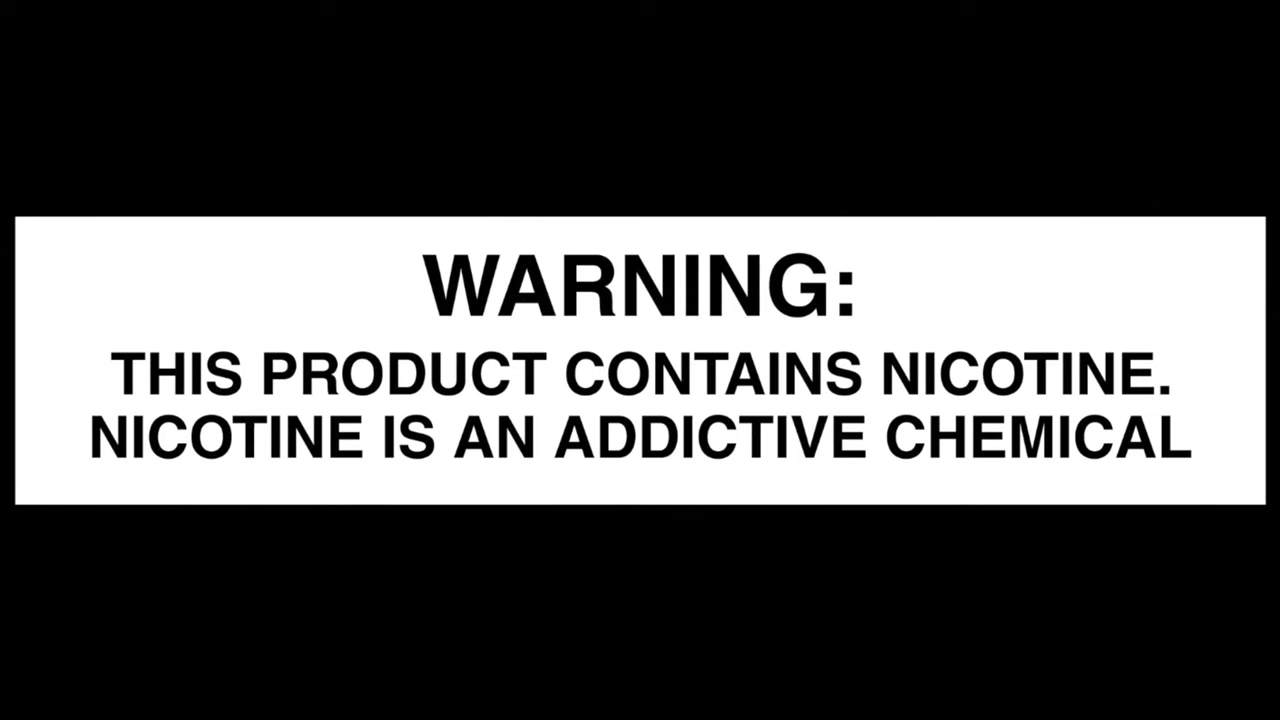 WARNING:
THIS PRODUCT CONTAINS NICOTINE.
NICOTINE IS AN ADDICTIVE CHEMICAL